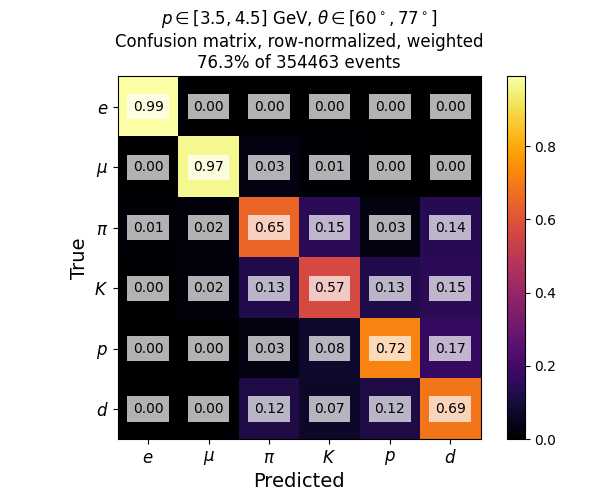 p ∈ [3.5, 4.5] GeV, θ ∈ [60°, 77°]
Confusion matrix, row-normalized, weighted
76.3% of 354463 events
e 0.99 0.00 0.00 0.00 0.00 0.00
μ 0.00 0.97 0.03 0.01 0.00 0.00
π 0.01 0.02 0.65 0.15 0.03 0.14
K 0.00 0.02 0.13 0.57 0.13 0.15
p 0.00 0.00 0.03 0.08 0.72 0.17
d 0.00 0.00 0.12 0.07 0.12 0.69
e μ π K p d
Predicted
True
0.8
0.6
0.4
0.2
0.0